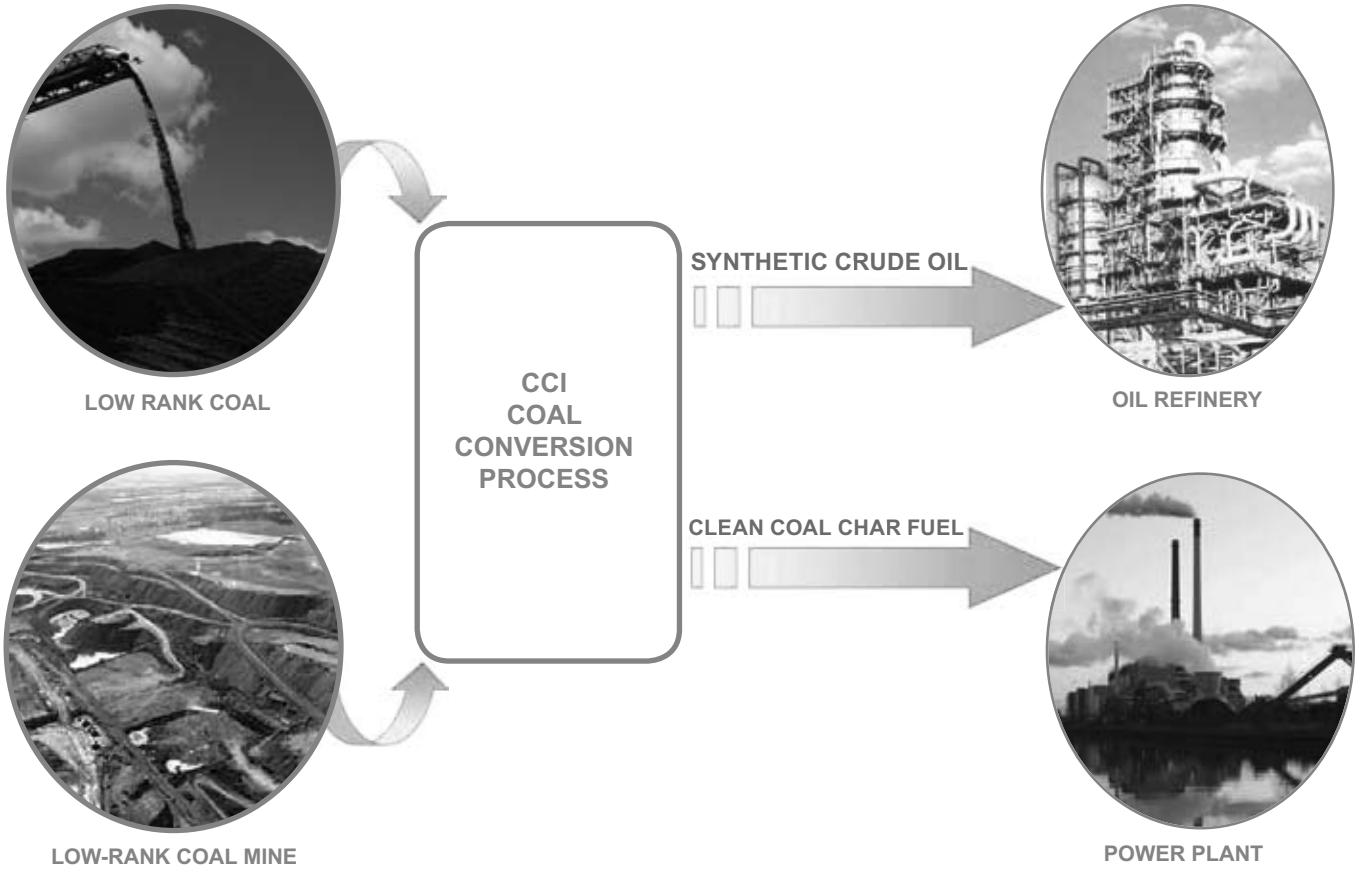 LOW RANK COAL
LOW-RANK COAL MINE
CCI
COAL
CONVERSION
PROCESS
SYNTHETIC CRUDE OIL
CLEAN COAL CHAR FUEL
OIL REFINERY
POWER PLANT